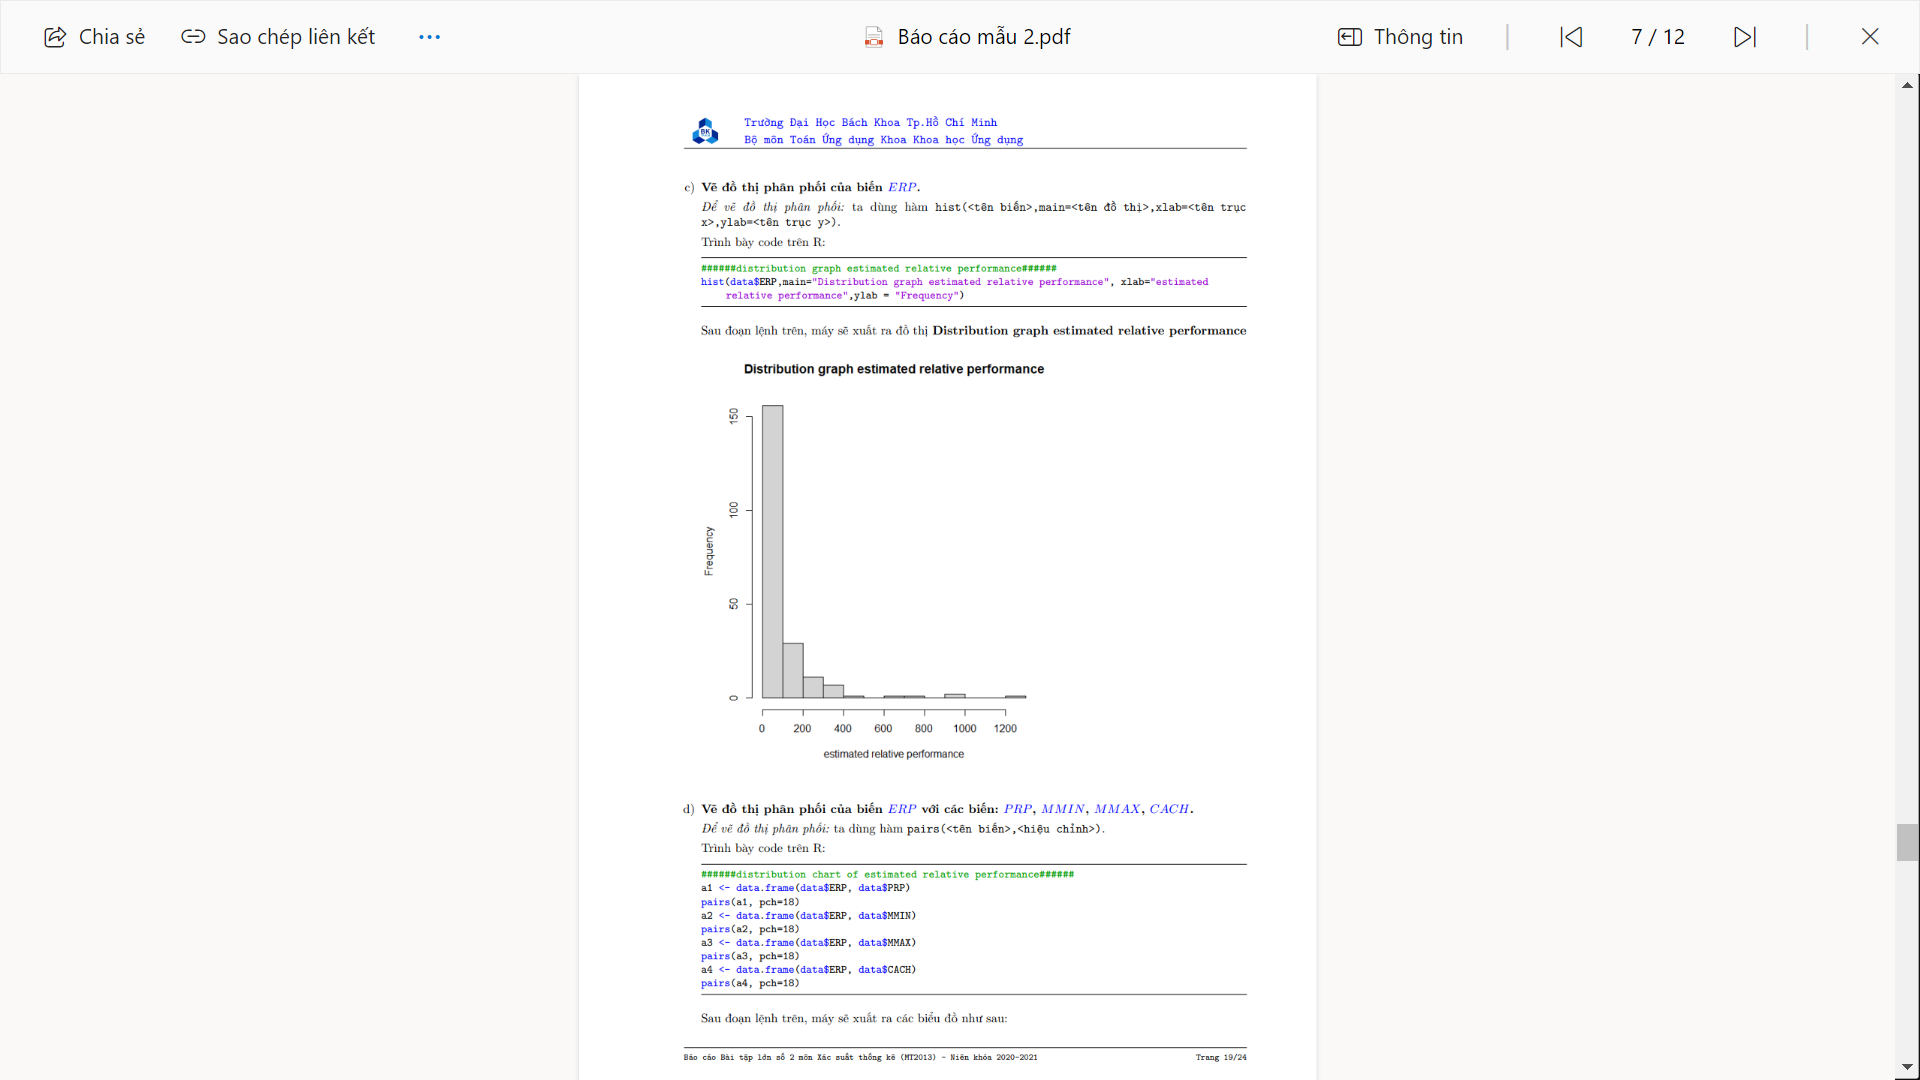 Chia sẻ
Sao chép liên kết
Báo cáo mẫu 2.pdf
Thông tin
7 / 12
BK
Trường Đại Học Bách Khoa Tp.Hồ Chí Minh
Bộ môn Toán Ứng dụng Khoa Khoa học Ứng dụng
c) Vẽ đồ thị phân phối của biến ERP.
Để vẽ đồ thị phân phối: ta dùng hàm hist(<tên biến>,main=<tên đồ thị>,xlab=<tên trục
x>,ylab=<tên trục y>).
Trình bày code trên R:
######distribution graph estimated relative performance######
hist(data$ERP,main="Distribution graph estimated relative performance", xlab="estimated
relative performance",ylab = "Frequency")
Sau đoạn lệnh trên, máy sẽ xuất ra đồ thị Distribution graph estimated relative performance
Distribution graph estimated relative performance
150
100
50
0
Frequency
0 200 400 600 800 1000 1200
estimated relative performance
d) Vẽ đồ thị phân phối của biến ERP với các biến: PRP, MMIN, MMAX, CACH.
Để vẽ đồ thị phân phối: ta dùng hàm pairs(<tên biến>,<hiệu chỉnh>).
Trình bày code trên R:
######distribution chart of estimated relative performance######
a1 <- data.frame(data$ERP, data$PRP)
pairs(a1, pch=18)
a2 <- data.frame(data$ERP, data$MMIN)
pairs(a2, pch=18)
a3 <- data.frame(data$ERP, data$MMAX)
pairs(a3, pch=18)
a4 <- data.frame(data$ERP, data$CACH)
pairs(a4, pch=18)
Sau đoạn lệnh trên, máy sẽ xuất ra các biểu đồ như sau:
Báo cáo Bài tập lớn số 2 môn Xác suất thống kê (MT2013) - Niên khóa 2020-2021
Trang 19/24